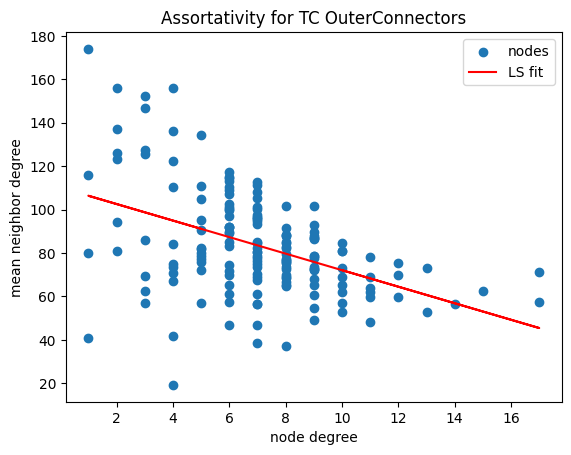 Assortativity for TC OuterConnectors
nodes
LS fit
mean neighbor degree
180
160
140
120
100
80
60
40
20
2 4 6 8 10 12 14 16
node degree